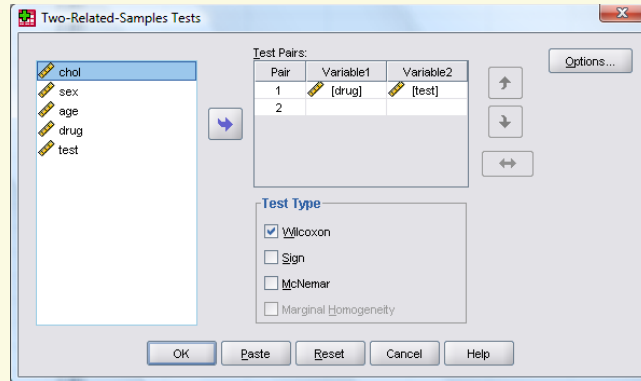 Two-Related-Samples Tests
X
chol
sex
age
drug
test
Test Pairs:
Pair Variable1 Variable2
1 [drug] [test]
2
Options...
Test Type
Wilcoxon
Sign
McNemar
Marginal Homogeneity
OK Paste Reset Cancel Help